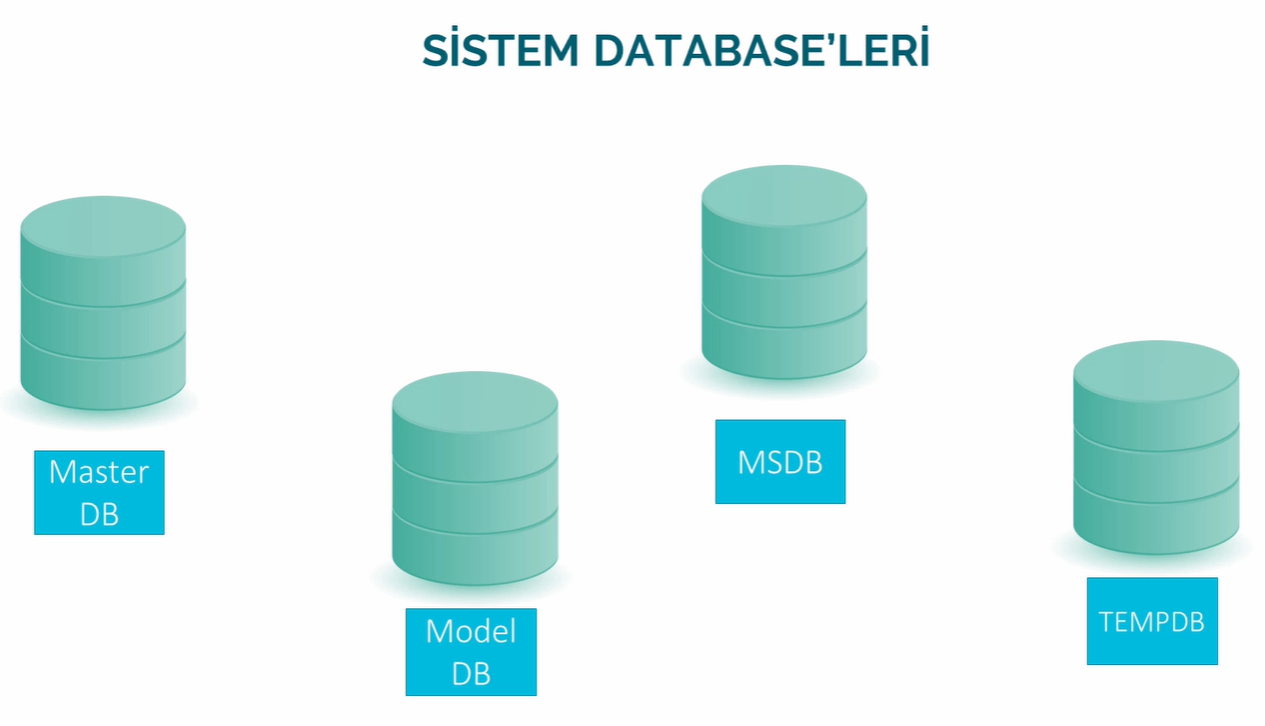 SİSTEM DATABASE’LERİ
Master
DB
Model
DB
MSDB
TEMPDB